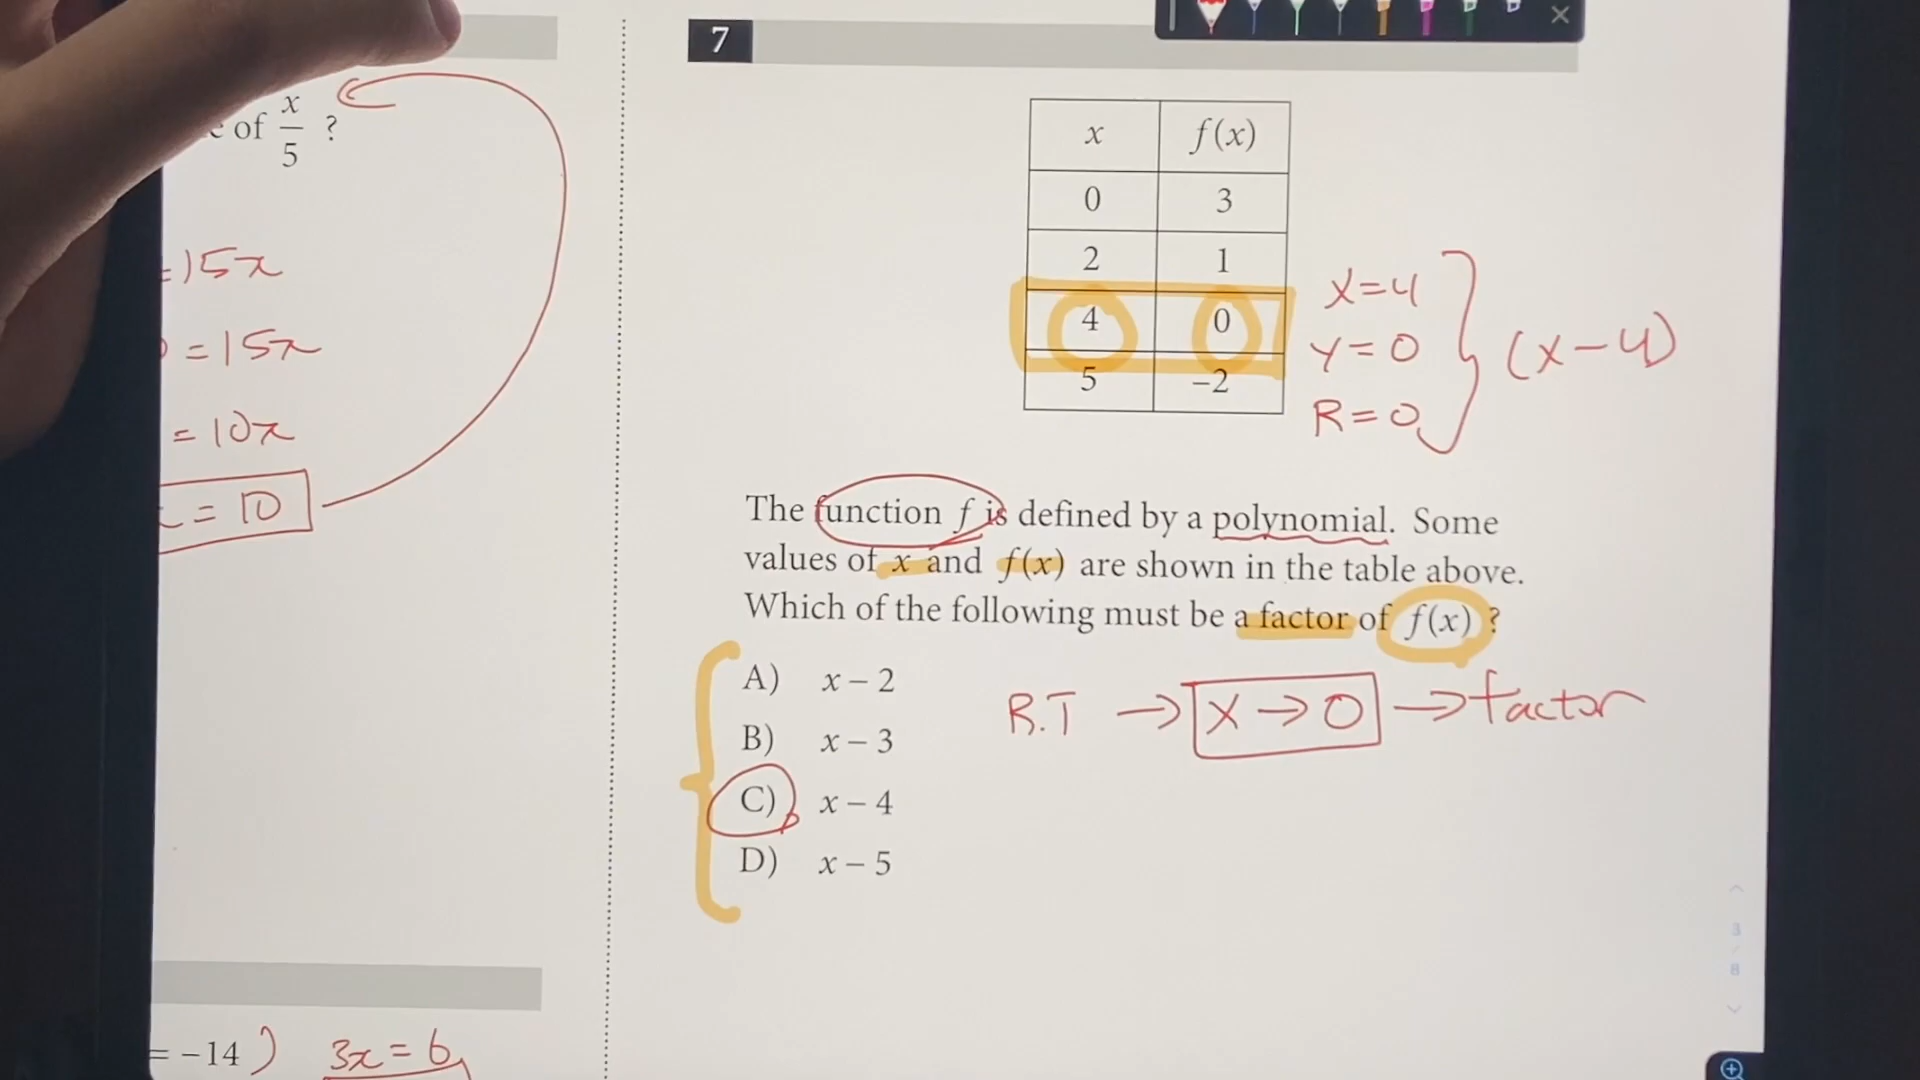 of x/5 ?
=15x
=15x
=10x
=10
= -14 ) 3x = 6
7
x f(x)
0 3
2 1
4 0
5 -2
x=4
y=0
R=0
(x-4)
The function f is defined by a polynomial. Some
values of x and f(x) are shown in the table above.
Which of the following must be a factor of f(x) ?
A) x – 2
B) x – 3
C) x – 4
D) x – 5
R.T → x → 0 → factor
3
8